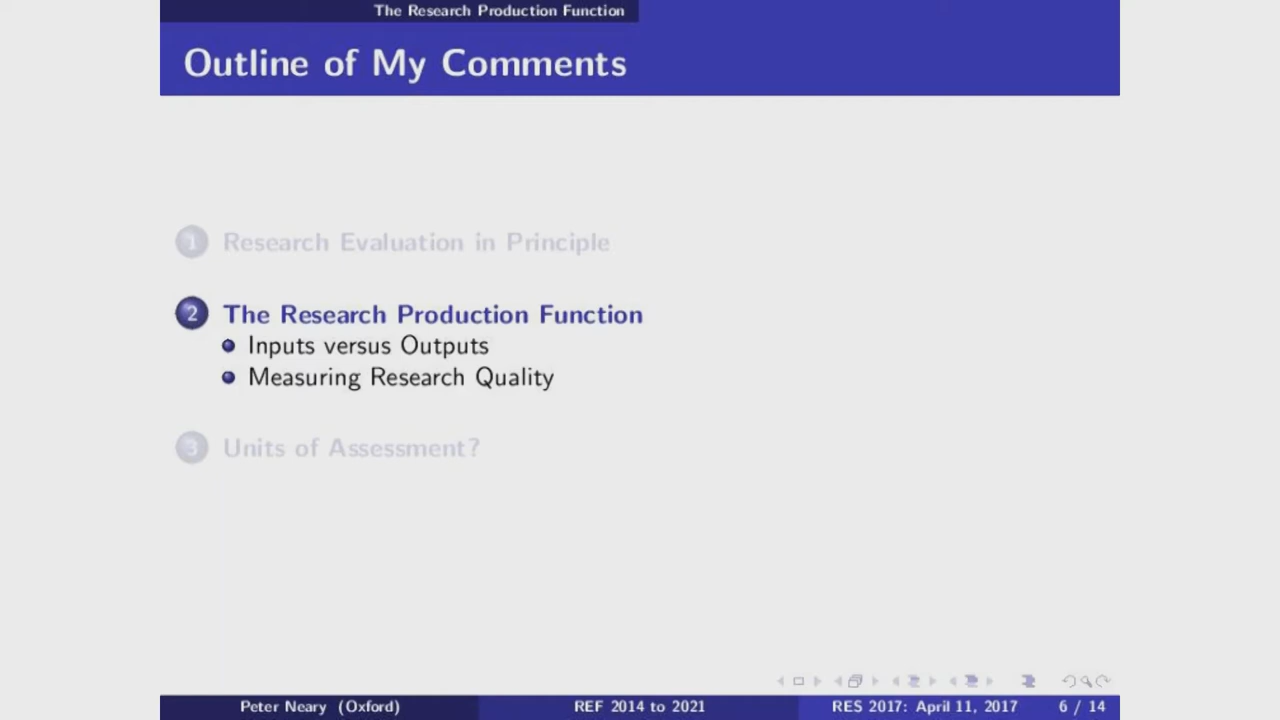 The Research Production Function
Outline of My Comments
1 Research Evaluation in Principle
2 The Research Production Function
Inputs versus Outputs
Measuring Research Quality
3 Units of Assessment?
Peter Neary (Oxford) REF 2014 to 2021 RES 2017: April 11, 2017 6 / 14